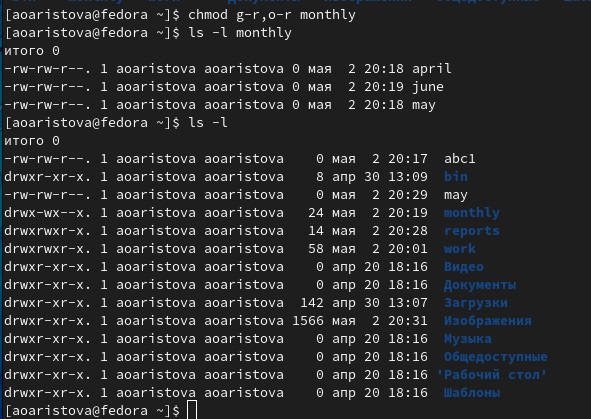 [aoaristova@fedora ~]$ chmod g-r,o-r monthly
[aoaristova@fedora ~]$ ls -l monthly
итого 0
-rw-rw-r--. 1 aoaristova aoaristova 0 мая  2 20:18 april
-rw-rw-r--. 1 aoaristova aoaristova 0 мая  2 20:19 june
-rw-rw-r--. 1 aoaristova aoaristova 0 мая  2 20:18 may
[aoaristova@fedora ~]$ ls -l
итого 0
-rw-rw-r--. 1 aoaristova aoaristova    0 мая  2 20:17  abc1
drwxr-xr-x. 1 aoaristova aoaristova    8 апр 30 13:09  bin
-rw-rw-r--. 1 aoaristova aoaristova    0 мая  2 20:29  may
drwx-wx--x. 1 aoaristova aoaristova   24 мая  2 20:19  monthly
drwxrwxr-x. 1 aoaristova aoaristova   14 мая  2 20:28  reports
drwxrwxr-x. 1 aoaristova aoaristova   58 мая  2 20:01  work
drwxr-xr-x. 1 aoaristova aoaristova    0 апр 20 18:16  Видео
drwxr-xr-x. 1 aoaristova aoaristova    0 апр 20 18:16  Документы
drwxr-xr-x. 1 aoaristova aoaristova  142 апр 30 13:07  Загрузки
drwxr-xr-x. 1 aoaristova aoaristova 1566 мая  2 20:31  Изображения
drwxr-xr-x. 1 aoaristova aoaristova    0 апр 20 18:16  Музыка
drwxr-xr-x. 1 aoaristova aoaristova    0 апр 20 18:16  Общедоступные
drwxr-xr-x. 1 aoaristova aoaristova    0 апр 20 18:16 'Рабочий стол'
drwxr-xr-x. 1 aoaristova aoaristova    0 апр 20 18:16  Шаблоны
[aoaristova@fedora ~]$